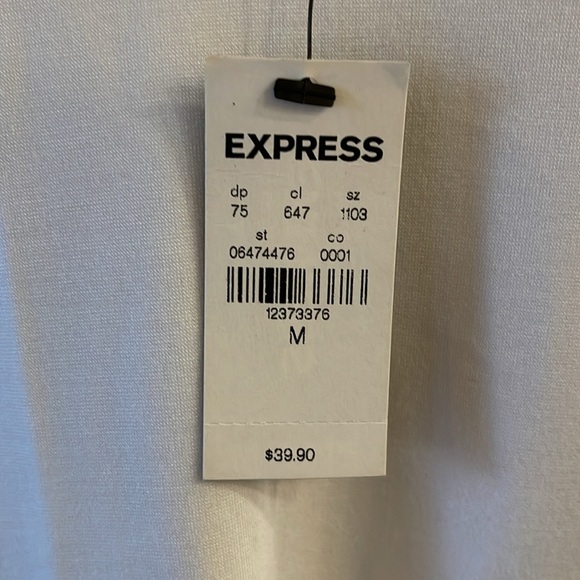 EXPRESS
dp cl sz
75 647 1103
st co
06474476 0001
12373376
M
$39.90